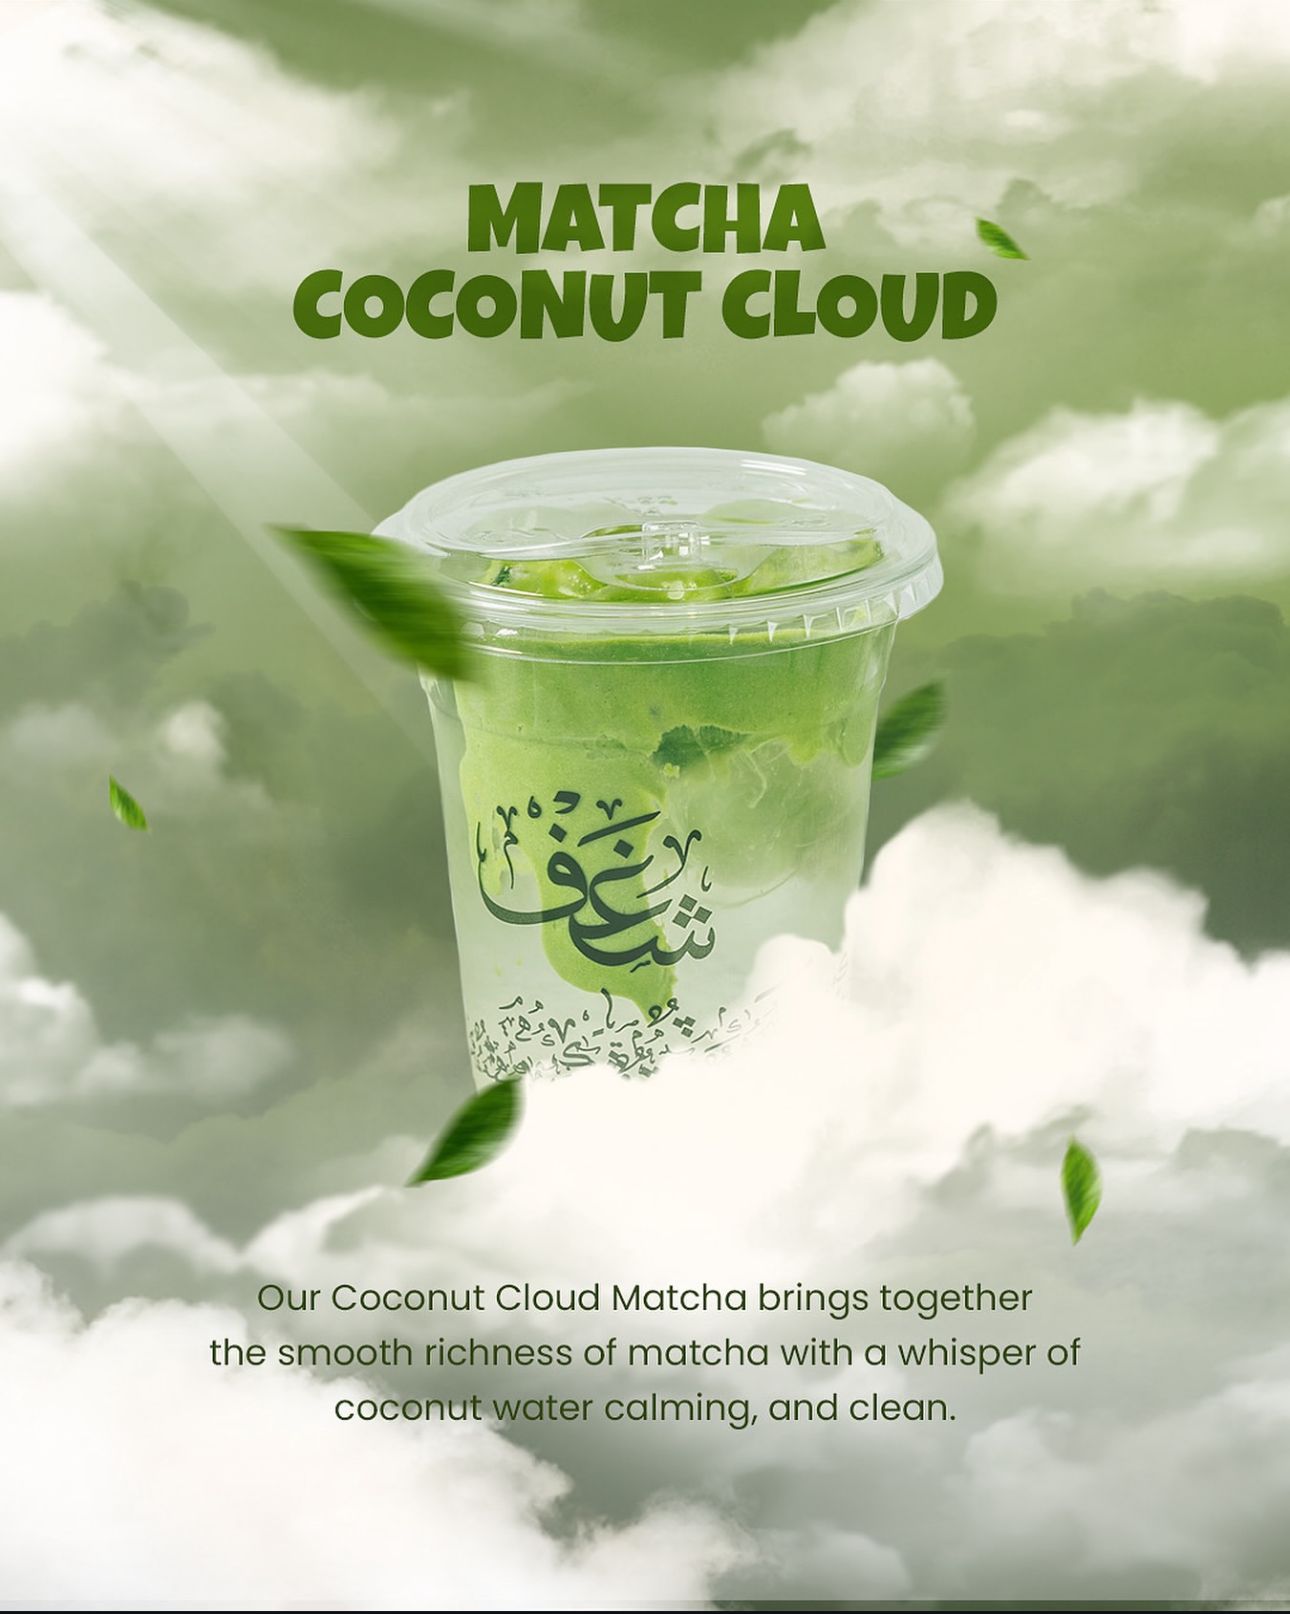 MATCHA
COCONUT CLOUD
شغف
Our Coconut Cloud Matcha brings together
the smooth richness of matcha with a whisper of
coconut water calming, and clean.